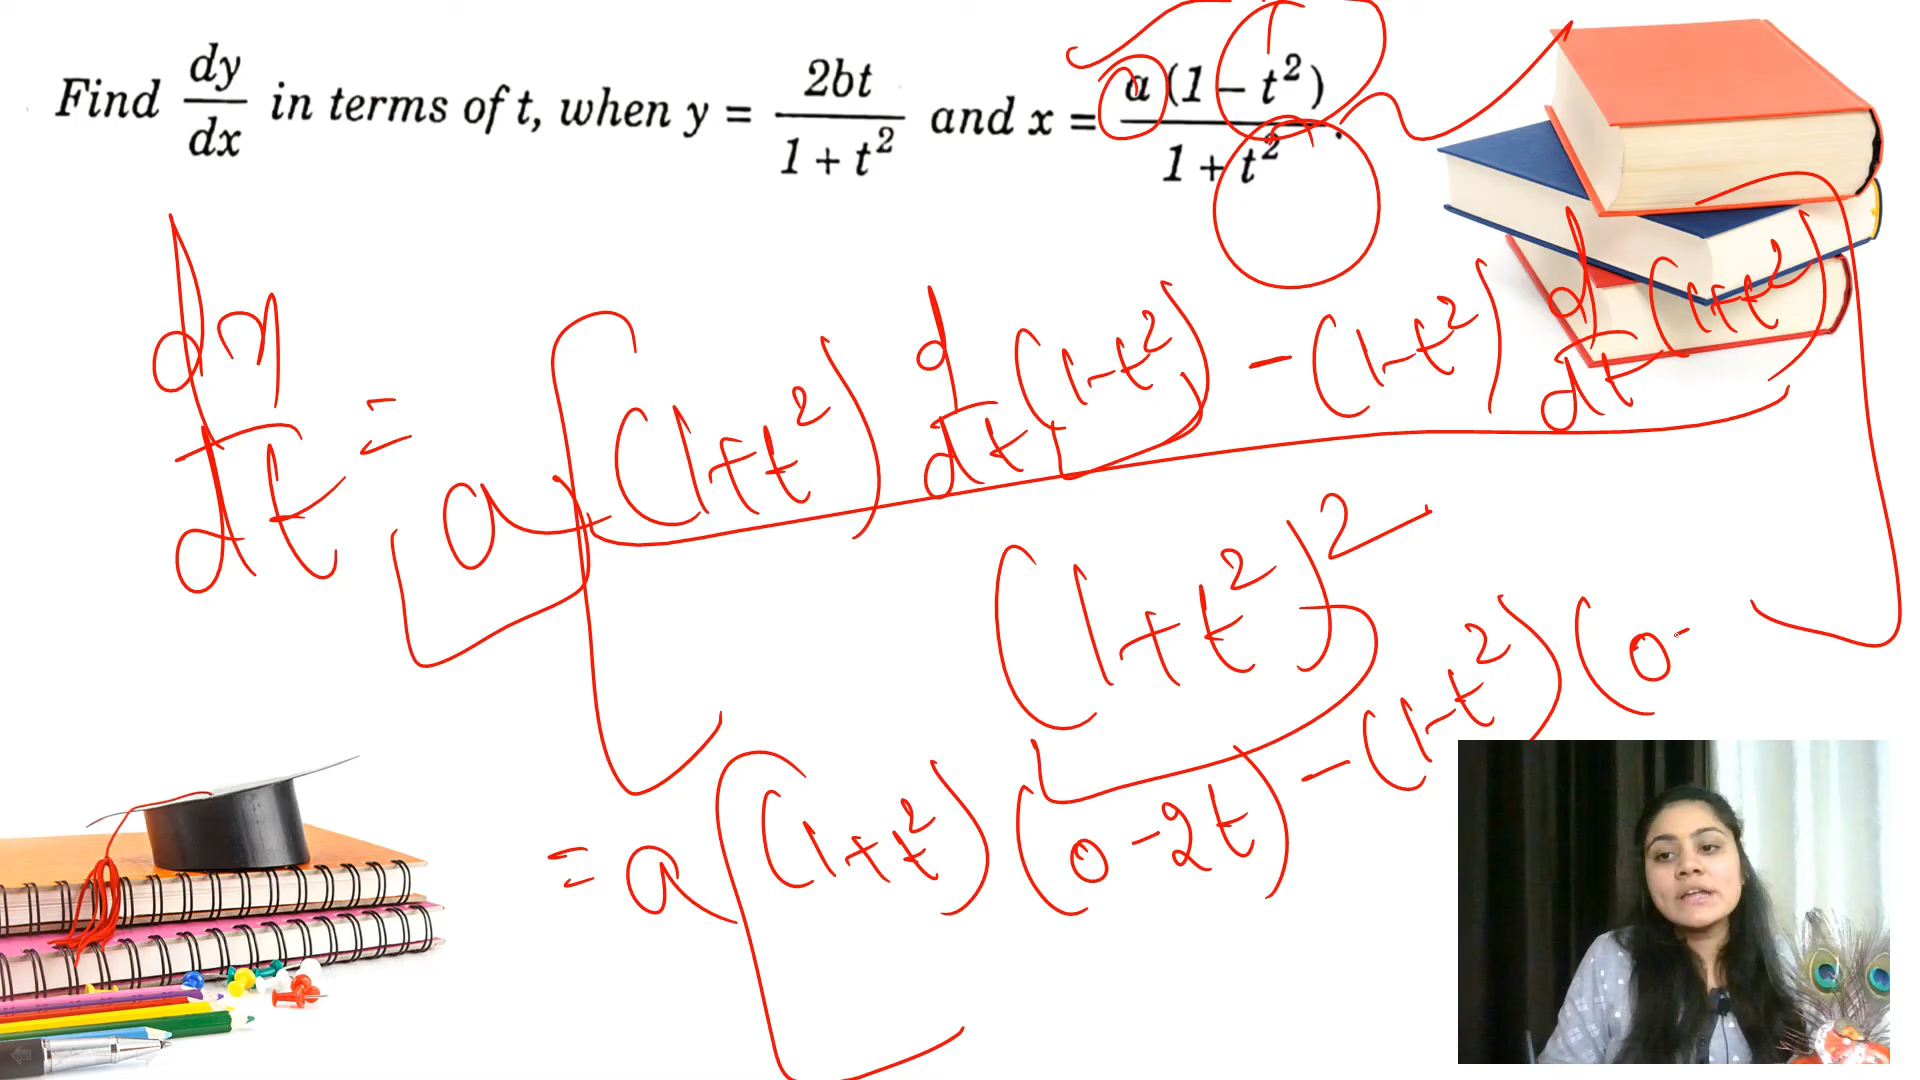 Find dy/dx in terms of t, when y = 2bt/(1 + t²) and x = a (1 − t²)/(1 + t²).
dx/dt = a [(1+t²) d/dt (1-t²) - (1-t²) d/dt (1+t²)
(1+t²)²
= a [(1+t²) (0-2t) - (1-t²) (0-